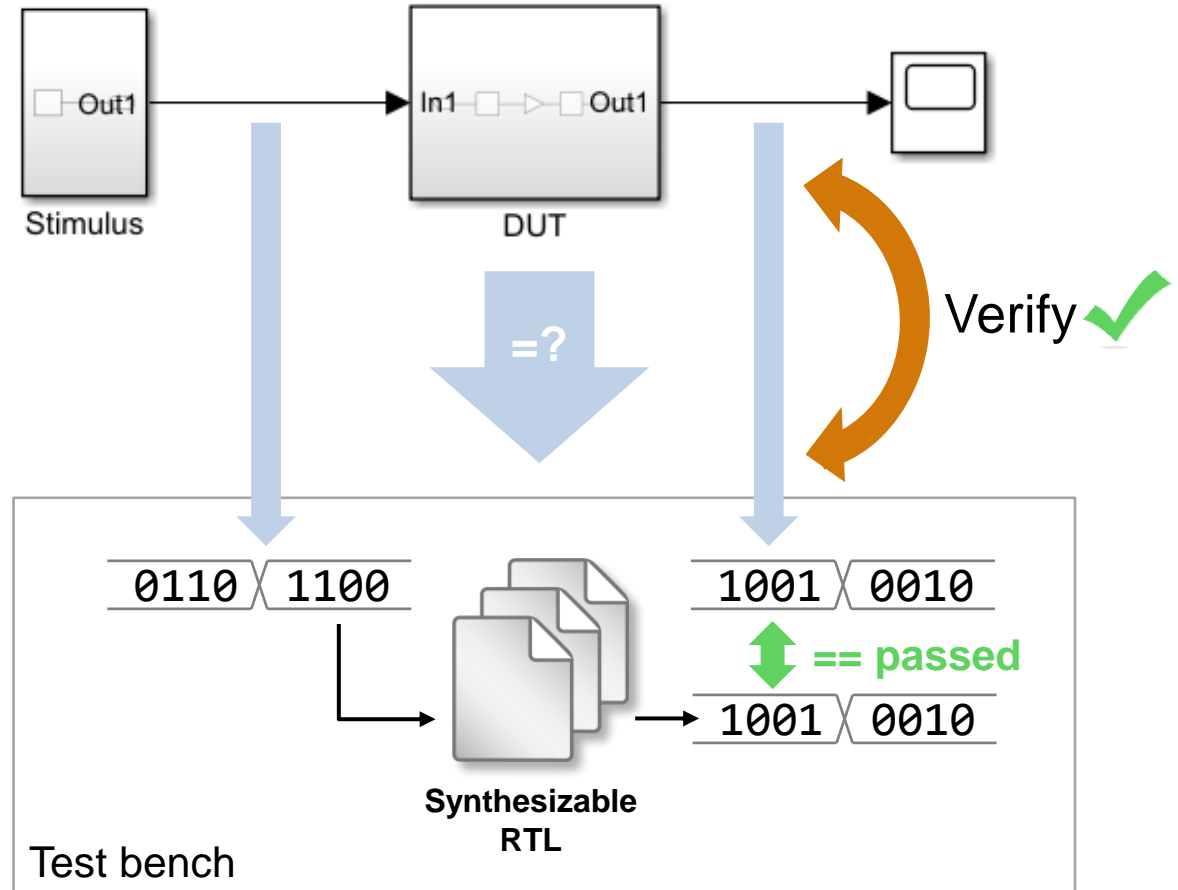 Out1
In1
Out1
Stimulus
DUT
=?
Verify
0110 1100
1001 0010
== passed
1001 0010
Synthesizable
RTL
Test bench